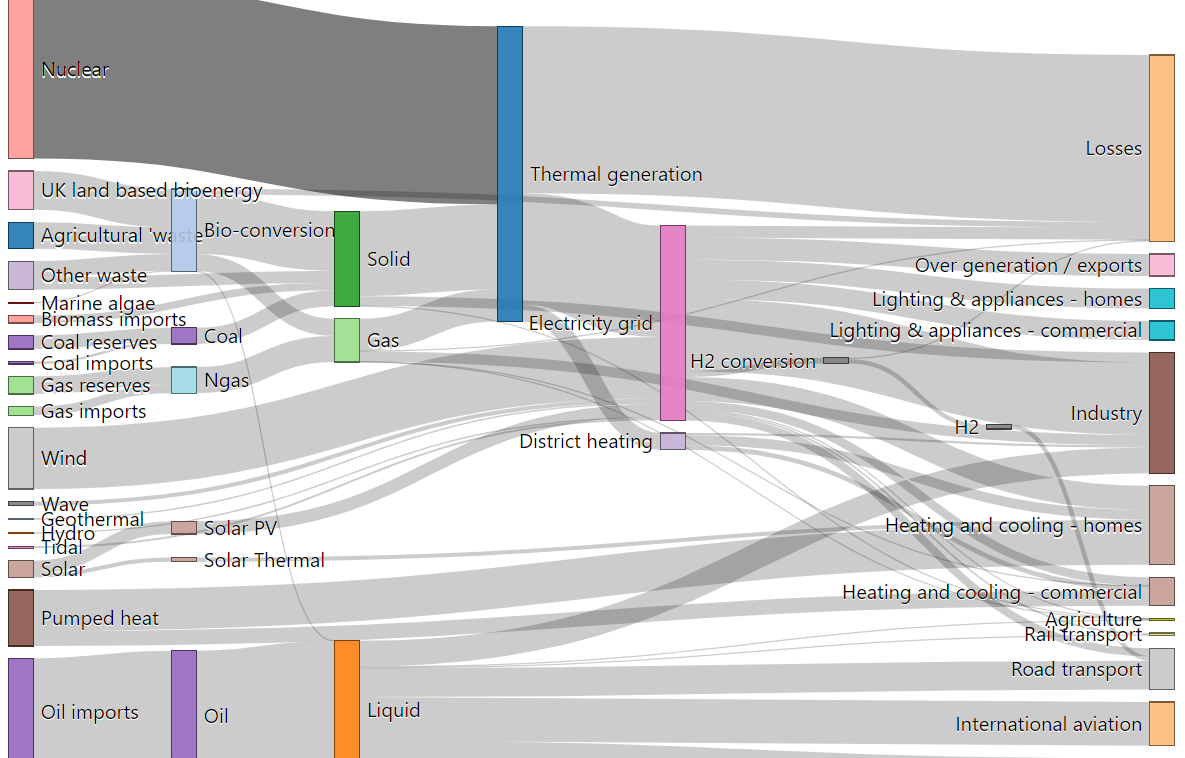 Nuclear
UK land based bioenergy
Agricultural 'waste
Other waste
Marine algae
Biomass imports
Coal reserves
Coal imports
Gas reserves
Gas imports
Wind
Wave
Geothermal
Hydro
Tidal
Solar
Pumped heat
Oil imports
Bio-conversion
Coal
Ngas
Solar PV
Solar Thermal
Oil
Solid
Gas
Liquid
Thermal generation
Electricity grid
District heating
H2 conversion
H2
Losses
Over generation / exports
Lighting & appliances - homes
Lighting & appliances - commercial
Industry
Heating and cooling - homes
Heating and cooling - commercial
Agriculture
Rail transport
Road transport
International aviation